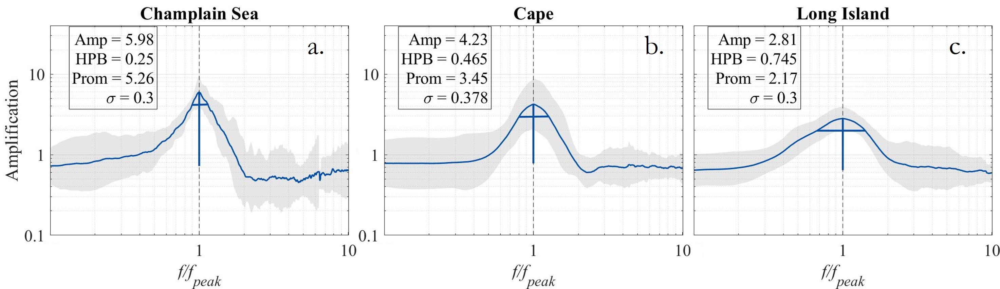 Champlain Sea
Amp = 5.98
HPB = 0.25
Prom = 5.26
σ = 0.3
a.
Amplification
10
1
0.1
1
10
f/f_peak
Cape
Amp = 4.23
HPB = 0.465
Prom = 3.45
σ = 0.378
b.
10
1
0.1
1
10
f/f_peak
Long Island
Amp = 2.81
HPB = 0.745
Prom = 2.17
σ = 0.3
c.
1
10
f/f_peak